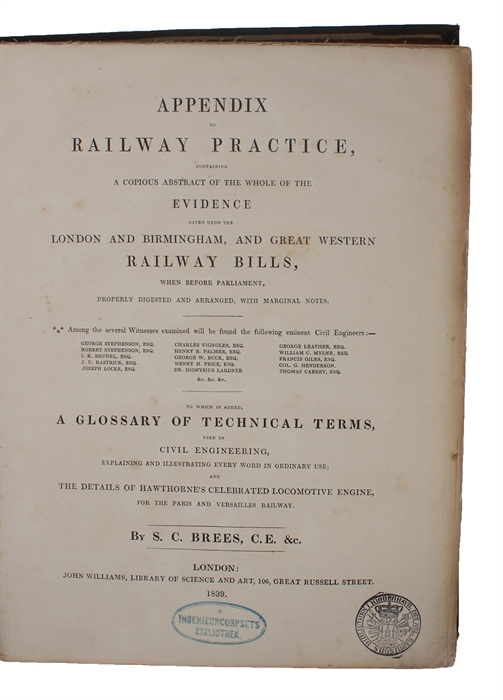 APPENDIX
TO
RAILWAY PRACTICE,
CONTAINING
A COPIOUS ABSTRACT OF THE WHOLE OF THE
EVIDENCE
GIVEN UPON THE
LONDON AND BIRMINGHAM, AND GREAT WESTERN
RAILWAY BILLS,
WHEN BEFORE PARLIAMENT,
PROPERLY DIGESTED AND ARRANGED, WITH MARGINAL NOTES.
*** Among the several Witnesses examined will be found the following eminent Civil Engineers:—
GEORGE STEPHENSON, ESQ.
ROBERT STEPHENSON, ESQ.
I. K. BRUNEL, ESQ.
J. U. RASTRICK, ESQ.
JOSEPH LOCKE, ESQ.
CHARLES VIGNOLES, ESQ.
HENRY R. PALMER, ESQ.
GEORGE W. BUCK, ESQ.
HENRY H. PRICE, ESQ.
DR. DIONYSIUS LARDNER.
&c. &c. &c.
GEORGE LEATHER, ESQ.
WILLIAM C. MYLNE, ESQ.
FRANCIS GILES, ESQ.
COL. G. HENDERSON.
THOMAS CABREY, ESQ.
TO WHICH IS ADDED,
A GLOSSARY OF TECHNICAL TERMS,
USED IN
CIVIL ENGINEERING,
EXPLAINING AND ILLUSTRATING EVERY WORD IN ORDINARY USE;
AND
THE DETAILS OF HAWTHORNE'S CELEBRATED LOCOMOTIVE ENGINE,
FOR THE PARIS AND VERSAILLES RAILWAY.
BY S. C. BREES, C.E. &c.
LONDON:
JOHN WILLIAMS, LIBRARY OF SCIENCE AND ART, 106, GREAT RUSSELL STREET.
1839.
INGENIEURCORPSETS
BIBLIOTHEK.